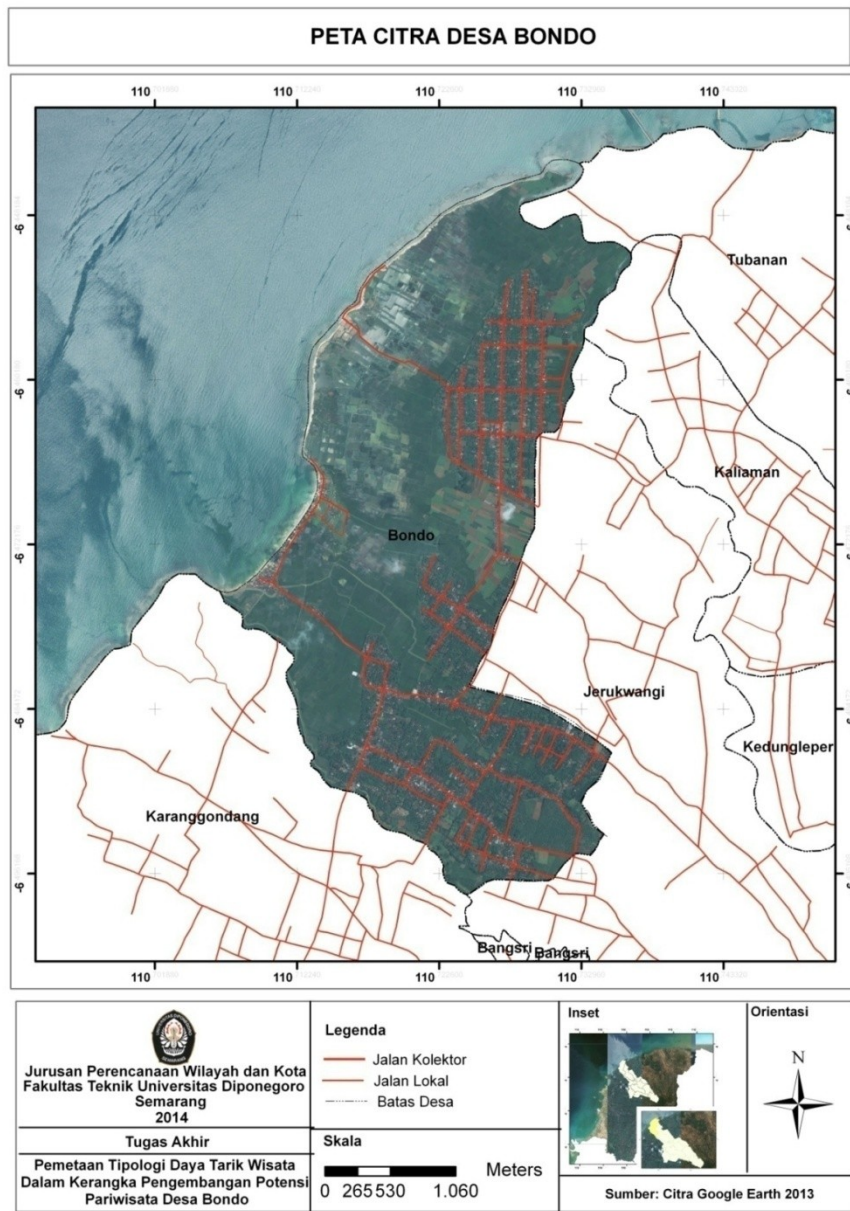 PETA CITRA DESA BONDO
110 110 110 110 110
-6
-6
-6
-6
-6
Tubanan
Kaliaman
Bondo
Jerukwangi
Kedungleper
Karanggondang
Bangsri Bangsri
110 110 110 110 110
UNIVERSITAS DIPONEGORO
SEMARANG
Jurusan Perencanaan Wilayah dan Kota
Fakultas Teknik Universitas Diponegoro
Semarang
2014
Tugas Akhir
Pemetaan Tipologi Daya Tarik Wisata
Dalam Kerangka Pengembangan Potensi
Pariwisata Desa Bondo
Legenda
Jalan Kolektor
Jalan Lokal
Batas Desa
Skala
Meters
0 265 530 1.060
Inset
Orientasi
N
Sumber: Citra Google Earth 2013